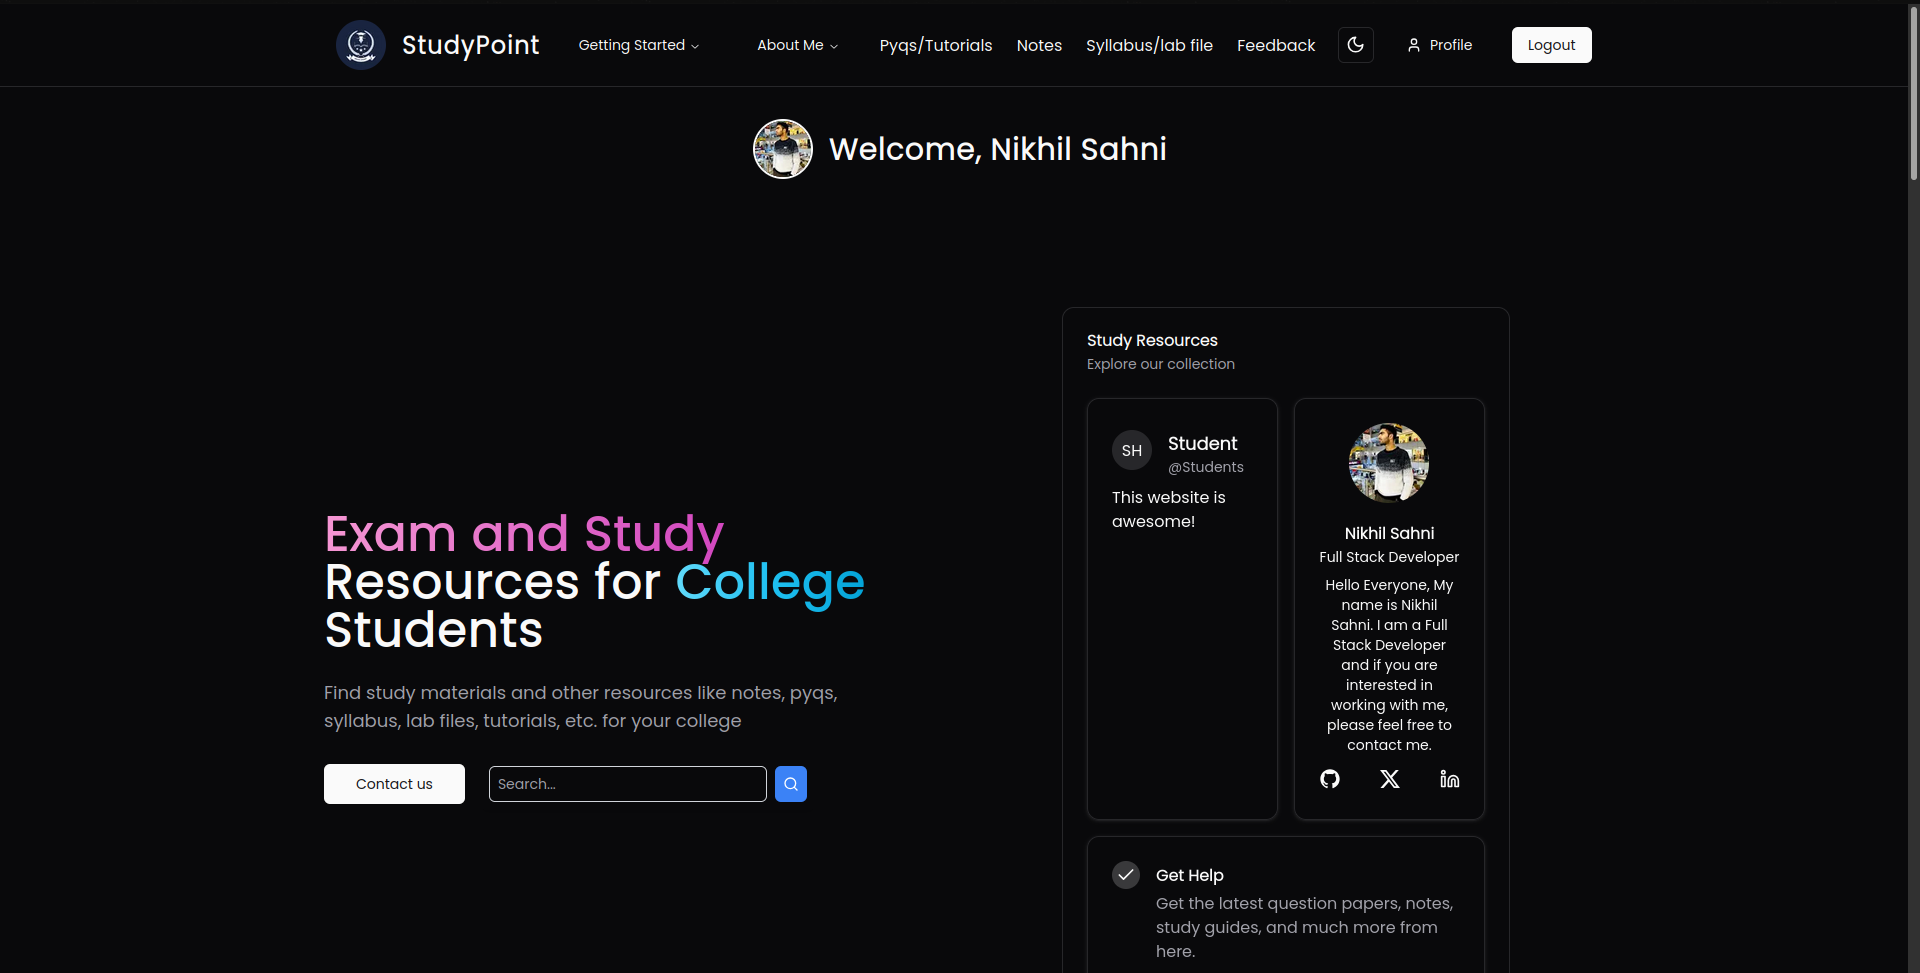 StudyPoint
Getting Started
About Me
Pyqs/Tutorials
Notes
Syllabus/lab file
Feedback
Profile
Logout
Welcome, Nikhil Sahni
Exam and Study
Resources for College
Students
Find study materials and other resources like notes, pyqs,
syllabus, lab files, tutorials, etc. for your college
Contact us
Search...
Study Resources
Explore our collection
SH
Student
@Students
This website is
awesome!
Nikhil Sahni
Full Stack Developer
Hello Everyone, My
name is Nikhil
Sahni. I am a Full
Stack Developer
and if you are
interested in
working with me,
please feel free to
contact me.
Get Help
Get the latest question papers, notes,
study guides, and much more from
here.